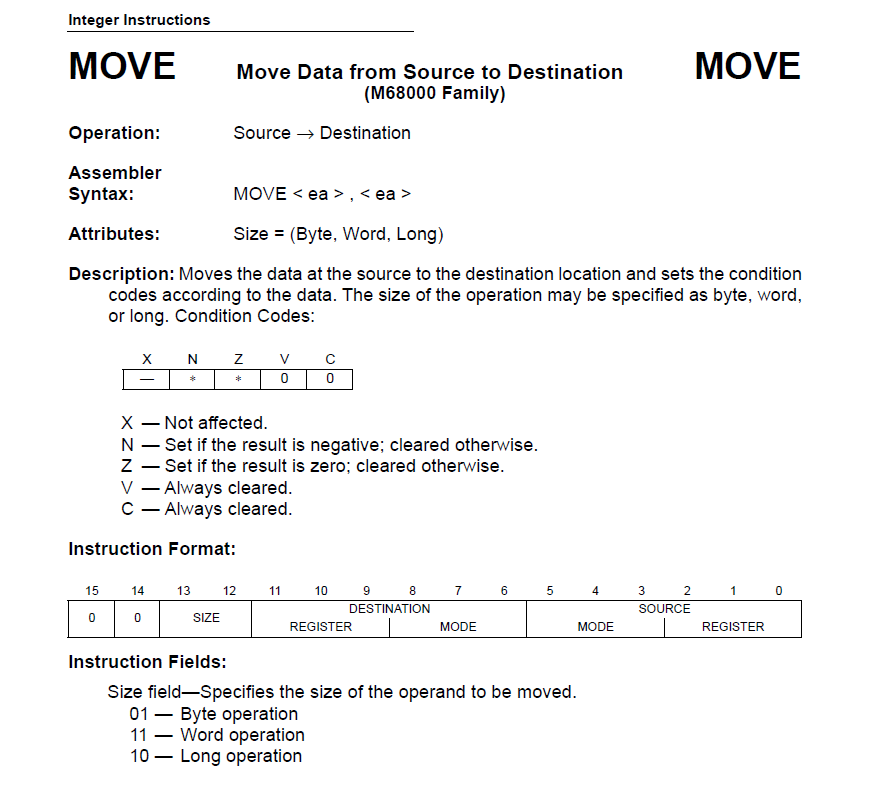 Integer Instructions
MOVE Move Data from Source to Destination MOVE
(M68000 Family)
Operation: Source → Destination
Assembler
Syntax: MOVE < ea > , < ea >
Attributes: Size = (Byte, Word, Long)
Description: Moves the data at the source to the destination location and sets the condition
codes according to the data. The size of the operation may be specified as byte, word,
or long. Condition Codes:
X N Z V C
— * * 0 0
X — Not affected.
N — Set if the result is negative; cleared otherwise.
Z — Set if the result is zero; cleared otherwise.
V — Always cleared.
C — Always cleared.
Instruction Format:
15 14 13 12 11 10 9 8 7 6 5 4 3 2 1 0
DESTINATION SOURCE
0 0 SIZE
REGISTER MODE MODE REGISTER
Instruction Fields:
Size field—Specifies the size of the operand to be moved.
01 — Byte operation
11 — Word operation
10 — Long operation